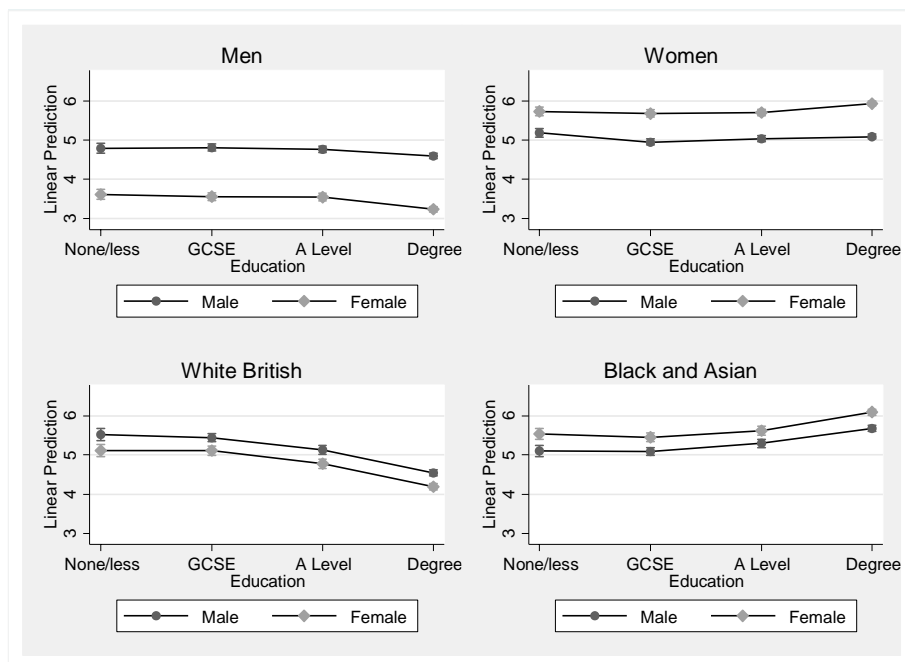 Men
Linear Prediction
6
5
4
3
None/less GCSE A Level Degree
Education
Male Female
Women
Linear Prediction
6
5
4
3
None/less GCSE A Level Degree
Education
Male Female
White British
Linear Prediction
6
5
4
3
None/less GCSE A Level Degree
Education
Male Female
Black and Asian
Linear Prediction
6
5
4
3
None/less GCSE A Level Degree
Education
Male Female